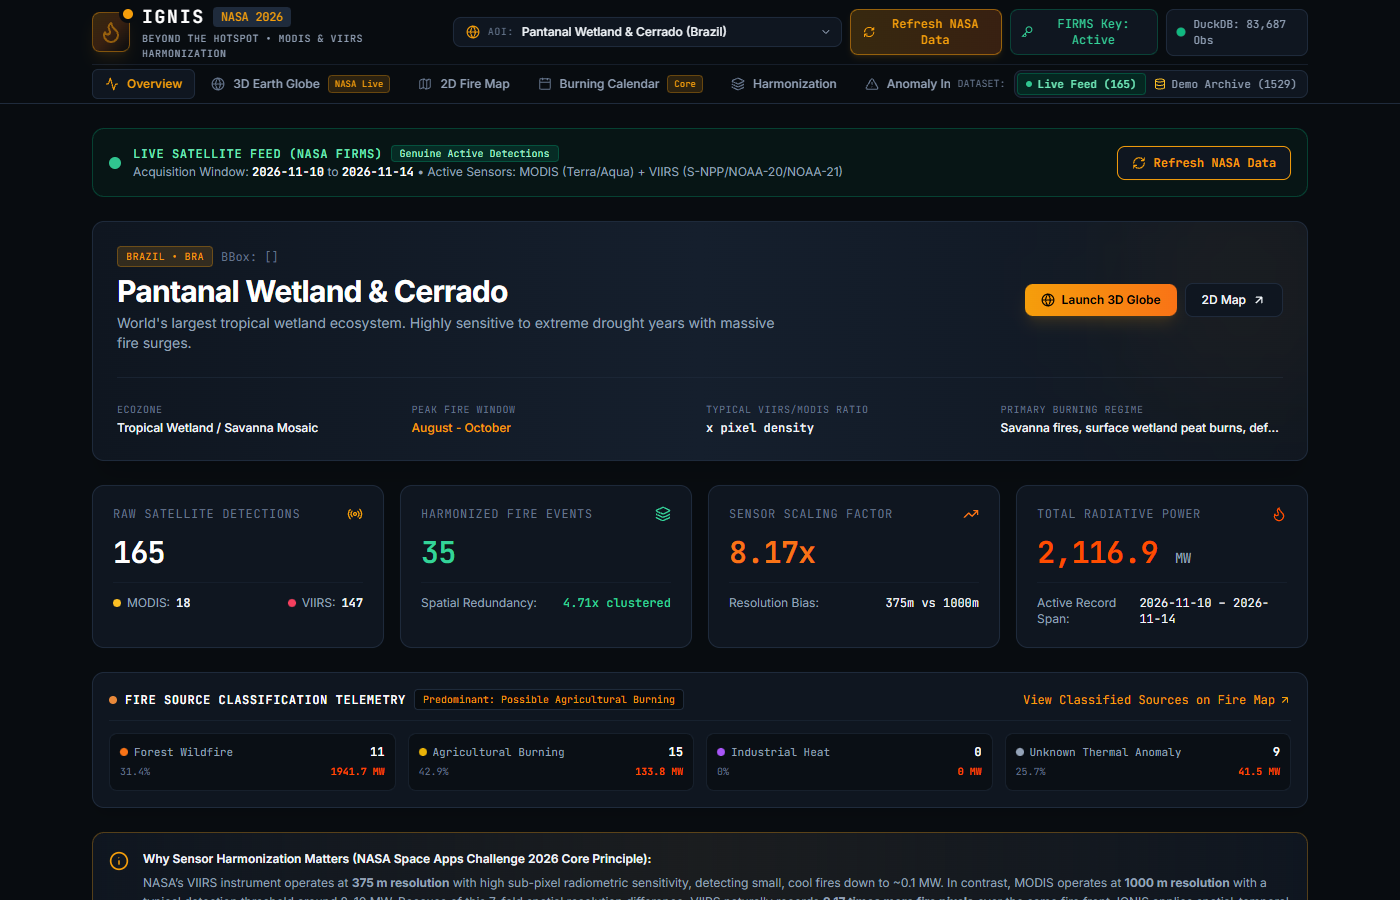 IGNIS NASA 2026
BEYOND THE HOTSPOT • MODIS & VIIRS
HARMONIZATION
AOI: Pantanal Wetland & Cerrado (Brazil)
Refresh NASA
Data
FIRMS Key:
Active
DuckDB: 83,687
Obs
Overview
3D Earth Globe NASA Live
2D Fire Map
Burning Calendar Core
Harmonization
Anomaly In
DATASET:
Live Feed (165)
Demo Archive (1529)
LIVE SATELLITE FEED (NASA FIRMS) Genuine Active Detections
Acquisition Window: 2026-11-10 to 2026-11-14 • Active Sensors: MODIS (Terra/Aqua) + VIIRS (S-NPP/NOAA-20/NOAA-21)
Refresh NASA Data
BRAZIL • BRA BBox: []
Pantanal Wetland & Cerrado
World's largest tropical wetland ecosystem. Highly sensitive to extreme drought years with massive
fire surges.
Launch 3D Globe
2D Map
ECOZONE
Tropical Wetland / Savanna Mosaic
PEAK FIRE WINDOW
August - October
TYPICAL VIIRS/MODIS RATIO
x pixel density
PRIMARY BURNING REGIME
Savanna fires, surface wetland peat burns, def...
RAW SATELLITE DETECTIONS
165
MODIS: 18
VIIRS: 147
HARMONIZED FIRE EVENTS
35
Spatial Redundancy: 4.71x clustered
SENSOR SCALING FACTOR
8.17x
Resolution Bias: 375m vs 1000m
TOTAL RADIATIVE POWER
2,116.9 MW
Active Record
Span:
2026-11-10 – 2026-
11-14
FIRE SOURCE CLASSIFICATION TELEMETRY Predominant: Possible Agricultural Burning
View Classified Sources on Fire Map
Forest Wildfire 11
31.4% 1941.7 MW
Agricultural Burning 15
42.9% 133.8 MW
Industrial Heat 0
0% 0 MW
Unknown Thermal Anomaly 9
25.7% 41.5 MW
Why Sensor Harmonization Matters (NASA Space Apps Challenge 2026 Core Principle):
NASA's VIIRS instrument operates at 375 m resolution with high sub-pixel radiometric sensitivity, detecting small, cool fires down to ~0.1 MW. In contrast, MODIS operates at 1000 m resolution with a